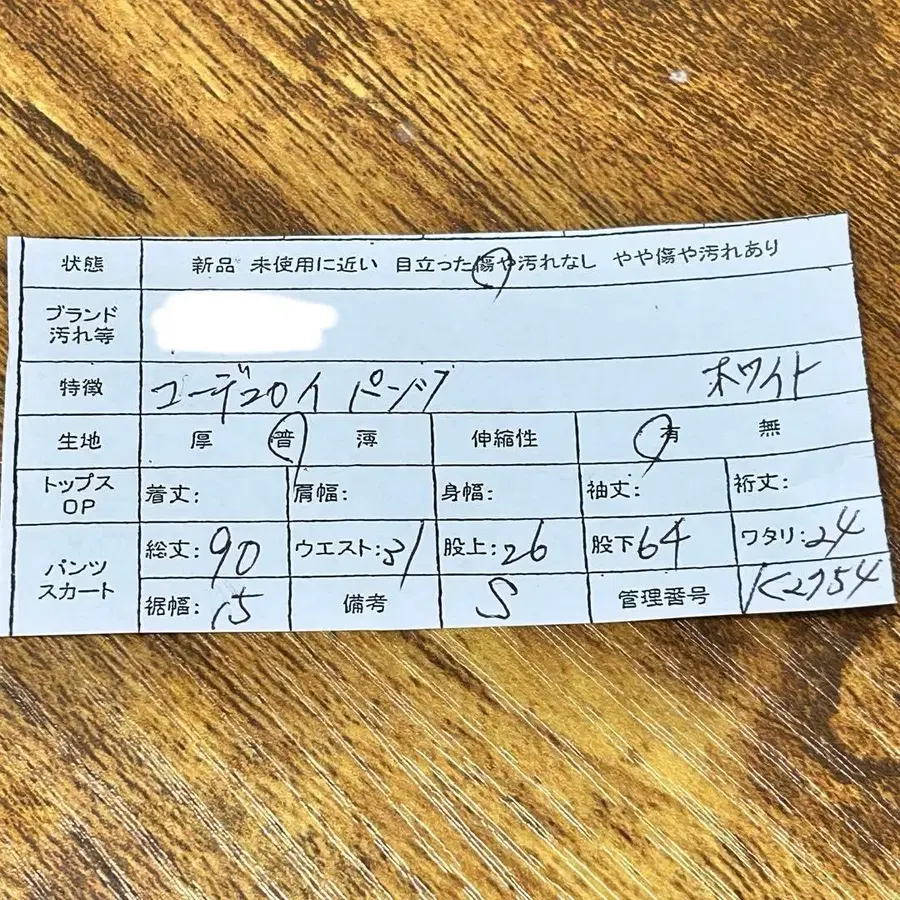 状態 新品 未使用に近い 目立った傷や汚れなし やや傷や汚れあり
ブランド
汚れ等
特徴 コーデュロイ パンツ ホワイト
生地 厚 普 薄 伸縮性 有 無
トップス
OP
着丈: 肩幅: 身幅: 袖丈: 裄丈:
パンツ
スカート
総丈:90 ウエスト:31 股上:26 股下64 ワタリ:24
裾幅:15 備考 S 管理番号 K2754